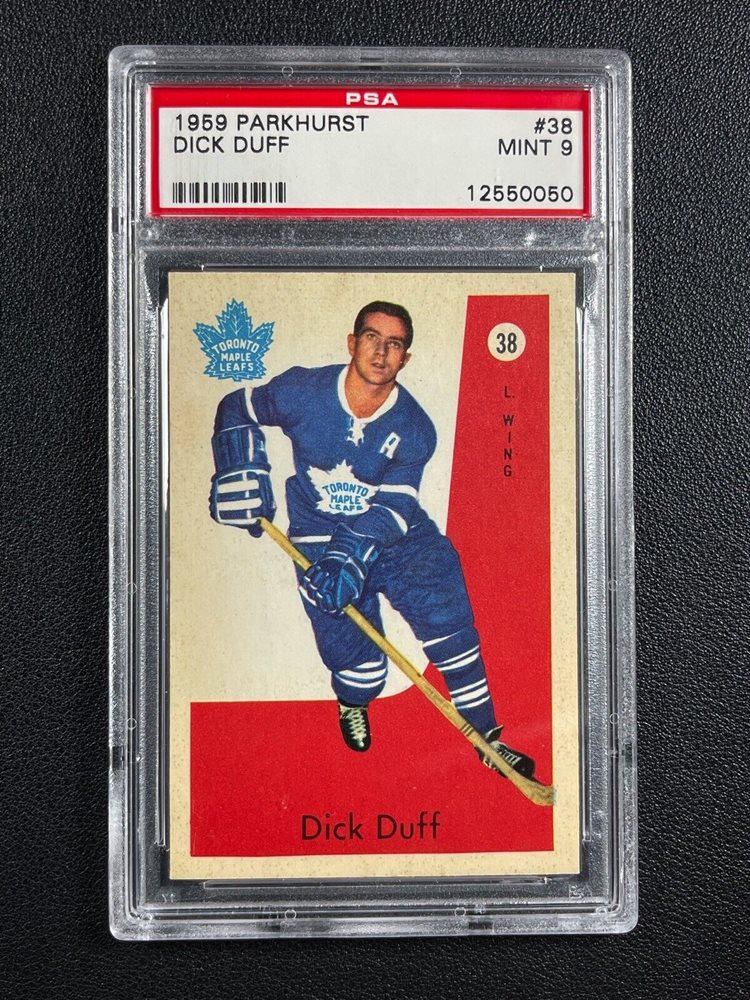 PSA
1959 PARKHURST #38
DICK DUFF MINT 9
12550050
TORONTO
MAPLE
LEAFS
38
L. WING
A
TORONTO
MAPLE
LEAFS
Dick Duff